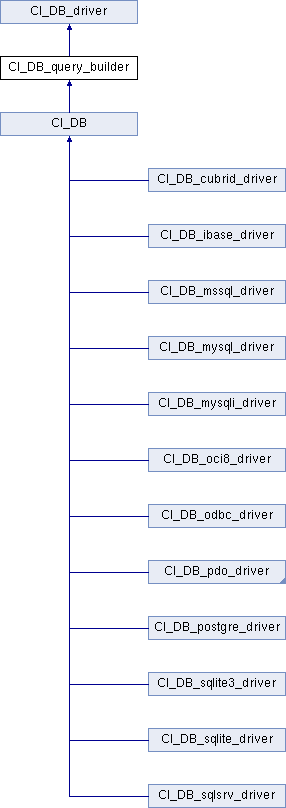 CI_DB_driver
CI_DB_query_builder
CI_DB
CI_DB_cubrid_driver
CI_DB_ibase_driver
CI_DB_mssql_driver
CI_DB_mysql_driver
CI_DB_mysqli_driver
CI_DB_oci8_driver
CI_DB_odbc_driver
CI_DB_pdo_driver
CI_DB_postgre_driver
CI_DB_sqlite3_driver
CI_DB_sqlite_driver
CI_DB_sqlsrv_driver